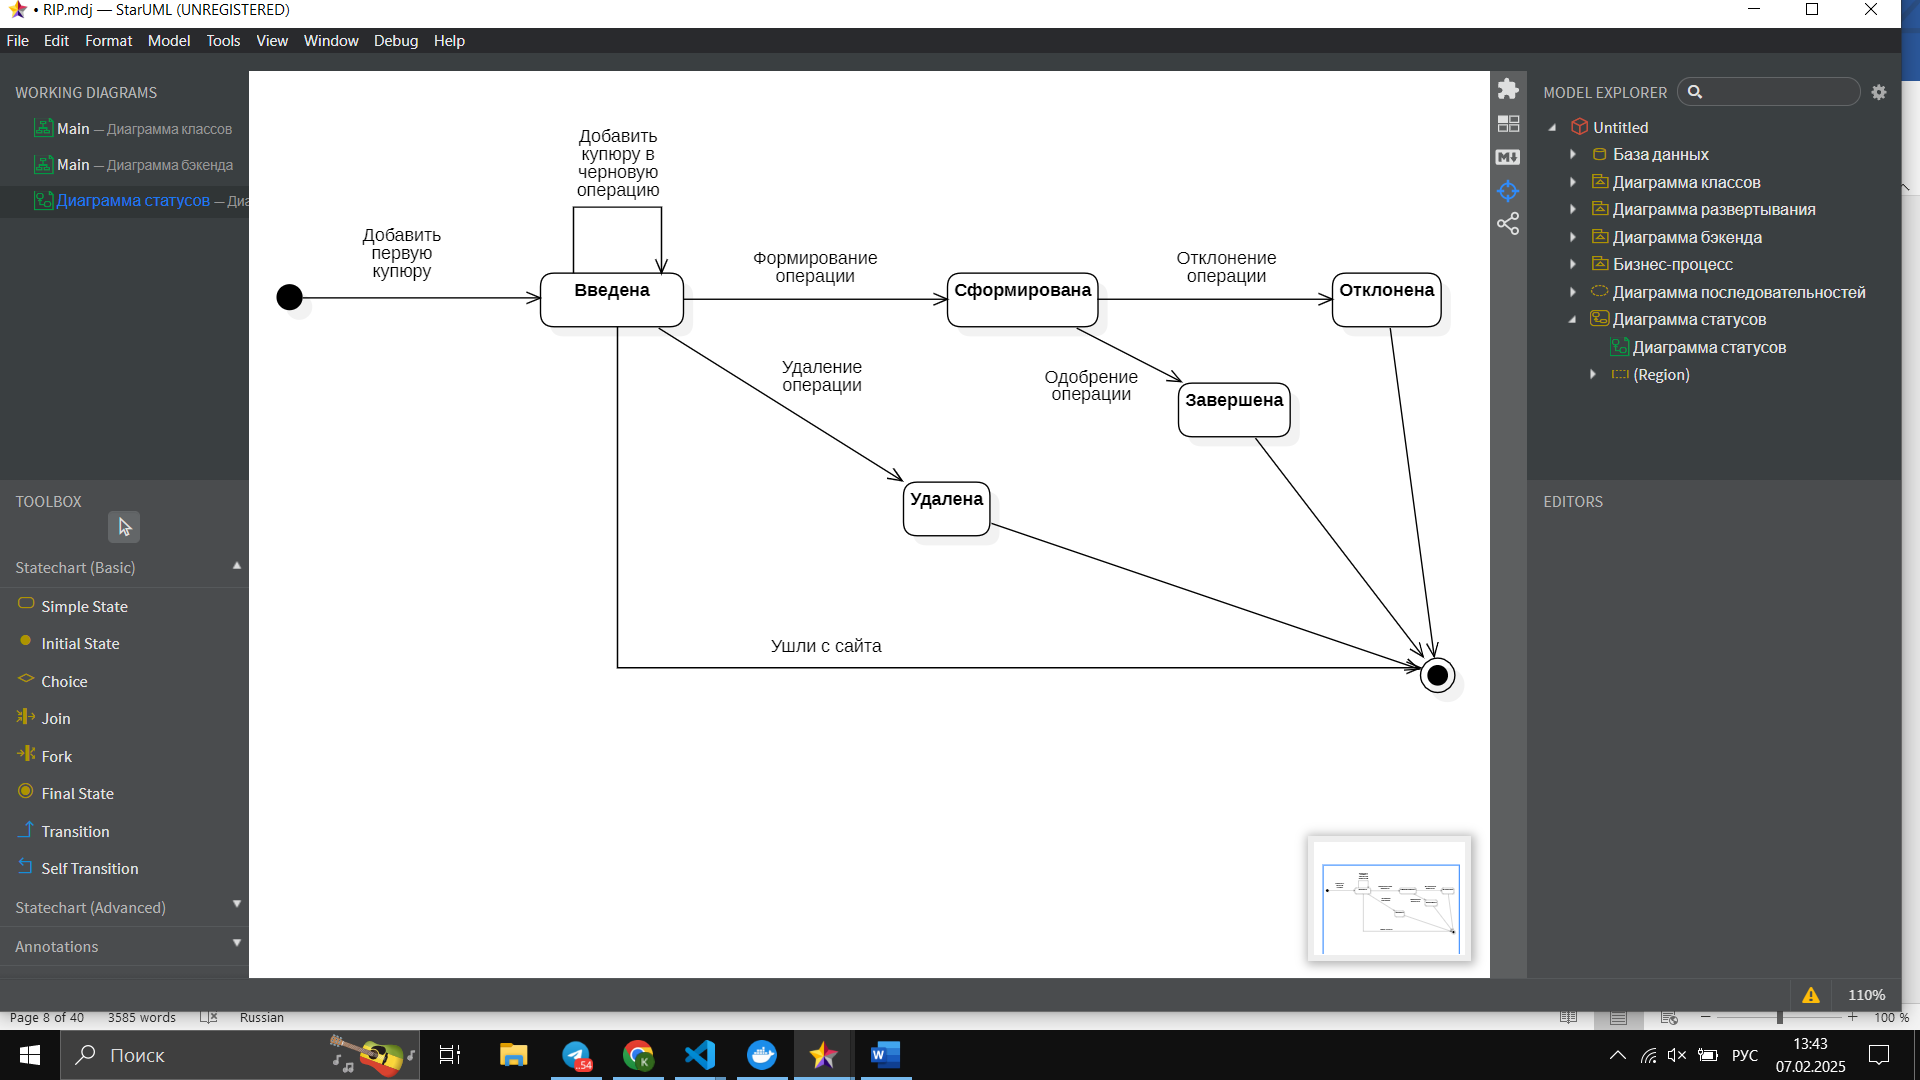 • RIP.mdj — StarUML (UNREGISTERED)
File Edit Format Model Tools View Window Debug Help
WORKING DIAGRAMS
Main — Диаграмма классов
Main — Диаграмма бэкенда
Диаграмма статусов — Диа
TOOLBOX
Statechart (Basic)
Simple State
Initial State
Choice
Join
Fork
Final State
Transition
Self Transition
Statechart (Advanced)
Annotations
Добавить
купюру в
черновую
операцию
Добавить
первую
купюру
Формирование
операции
Отклонение
операции
Введена
Сформирована
Отклонена
Удаление
операции
Одобрение
операции
Завершена
Удалена
Ушли с сайта
M
MODEL EXPLORER
Untitled
База данных
Диаграмма классов
Диаграмма развертывания
Диаграмма бэкенда
Бизнес-процесс
Диаграмма последовательностей
Диаграмма статусов
Диаграмма статусов
(Region)
EDITORS
110%
Page 8 of 40 3585 words Russian
100 %
Поиск
..54
K
W
РУС
13:43
07.02.2025